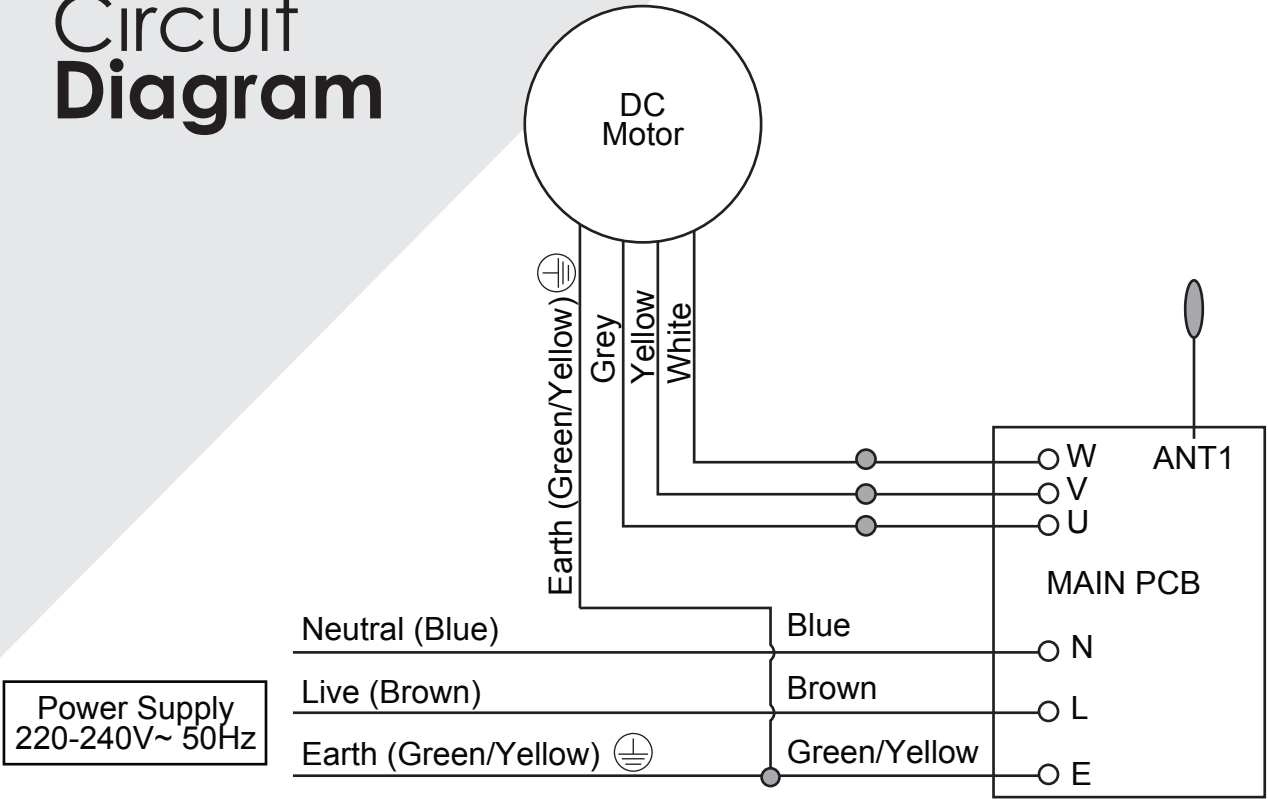 Circuit
Diagram
DC
Motor
Earth (Green/Yellow)
Grey
Yellow
White
W
ANT1
V
U
MAIN PCB
Neutral (Blue)
Blue
N
Live (Brown)
Brown
L
Power Supply
220-240V~ 50Hz
Earth (Green/Yellow)
Green/Yellow
E